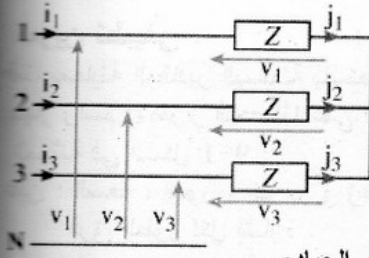 1 i₁ Z j₁
v₁
2 i₂ Z j₂
v₂
3 i₃ Z j₃
v₁ v₂ v₃ v₃
N